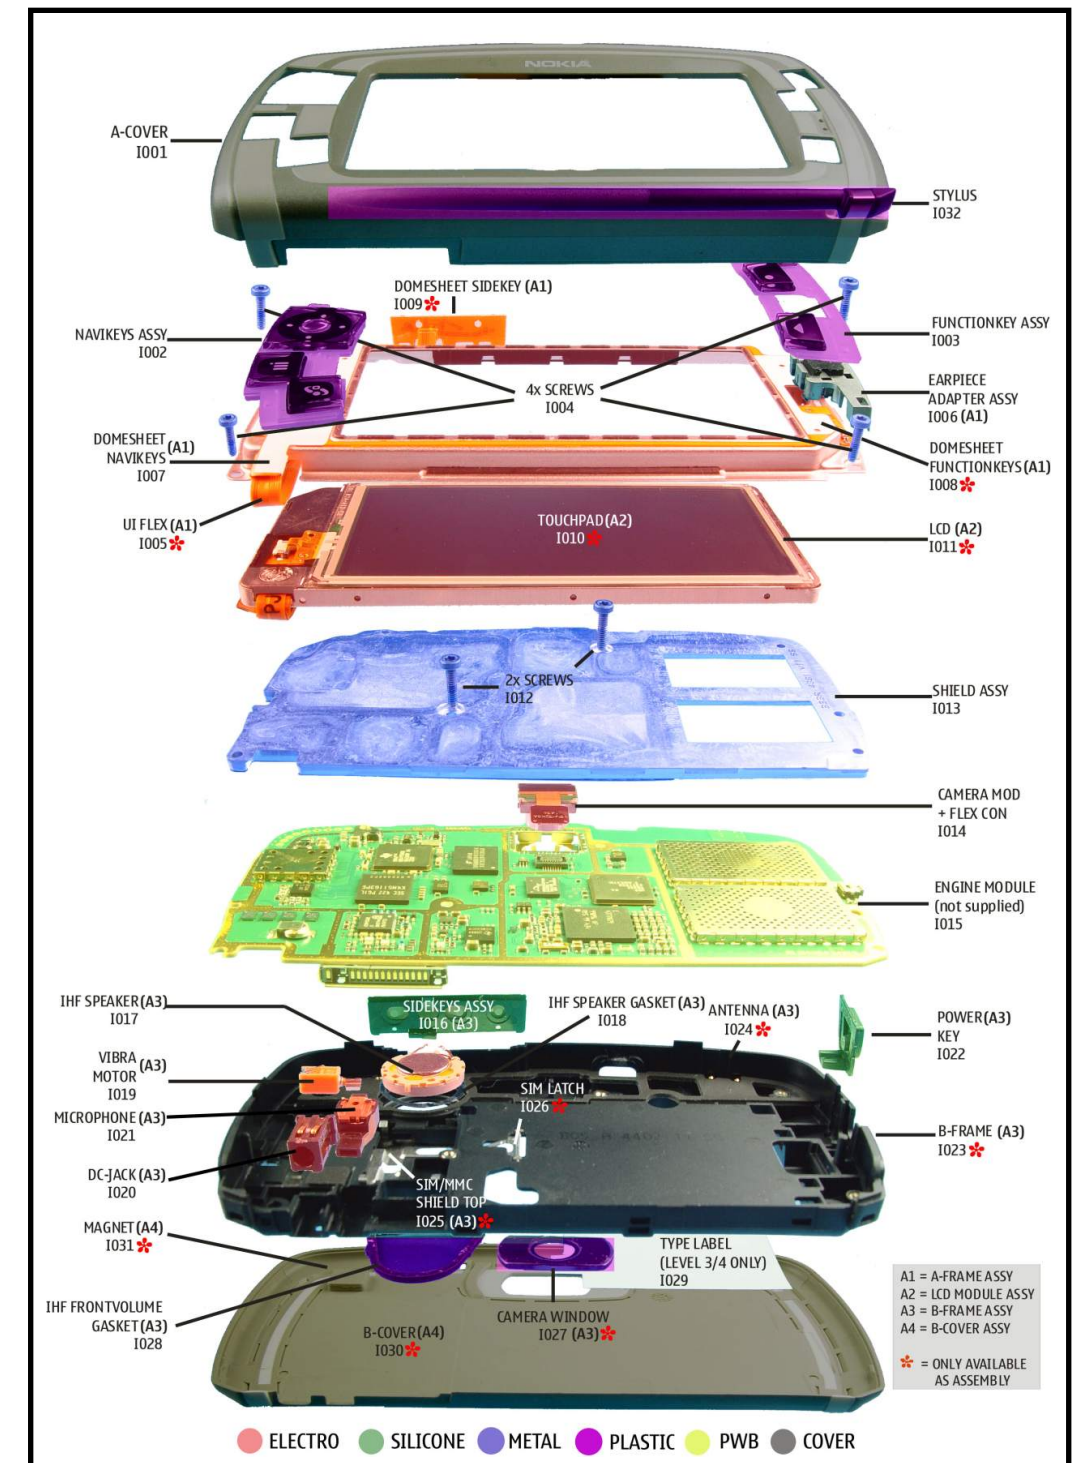 NOKIA
A-COVER
I001
STYLUS
I032
DOMESHEET SIDEKEY (A1)
I009
NAVIKEYS ASSY
I002
FUNCTIONKEY ASSY
I003
4x SCREWS
I004
EARPIECE
ADAPTER ASSY
I006 (A1)
DOMESHEET (A1)
NAVIKEYS
I007
DOMESHEET
FUNCTIONKEYS (A1)
I008
UI FLEX (A1)
I005
TOUCHPAD (A2)
I010
LCD (A2)
I011
2x SCREWS
I012
SHIELD ASSY
I013
CAMERA MOD
+ FLEX CON
I014
ENGINE MODULE
(not supplied)
I015
IHF SPEAKER (A3)
I017
SIDEKEYS ASSY
I016 (A3)
IHF SPEAKER GASKET (A3)
I018
ANTENNA (A3)
I024
POWER (A3)
KEY
I022
VIBRA (A3)
MOTOR
I019
SIM LATCH
I026
MICROPHONE (A3)
I021
B-FRAME (A3)
I023
DC-JACK (A3)
I020
SIM/MMC
SHIELD TOP
I025 (A3)
MAGNET (A4)
I031
TYPE LABEL
(LEVEL 3/4 ONLY)
I029
IHF FRONTVOLUME
GASKET (A3)
I028
CAMERA WINDOW
I027 (A3)
B-COVER (A4)
I030
A1 = A-FRAME ASSY
A2 = LCD MODULE ASSY
A3 = B-FRAME ASSY
A4 = B-COVER ASSY
= ONLY AVAILABLE
AS ASSEMBLY
ELECTRO SILICONE METAL PLASTIC PWB COVER